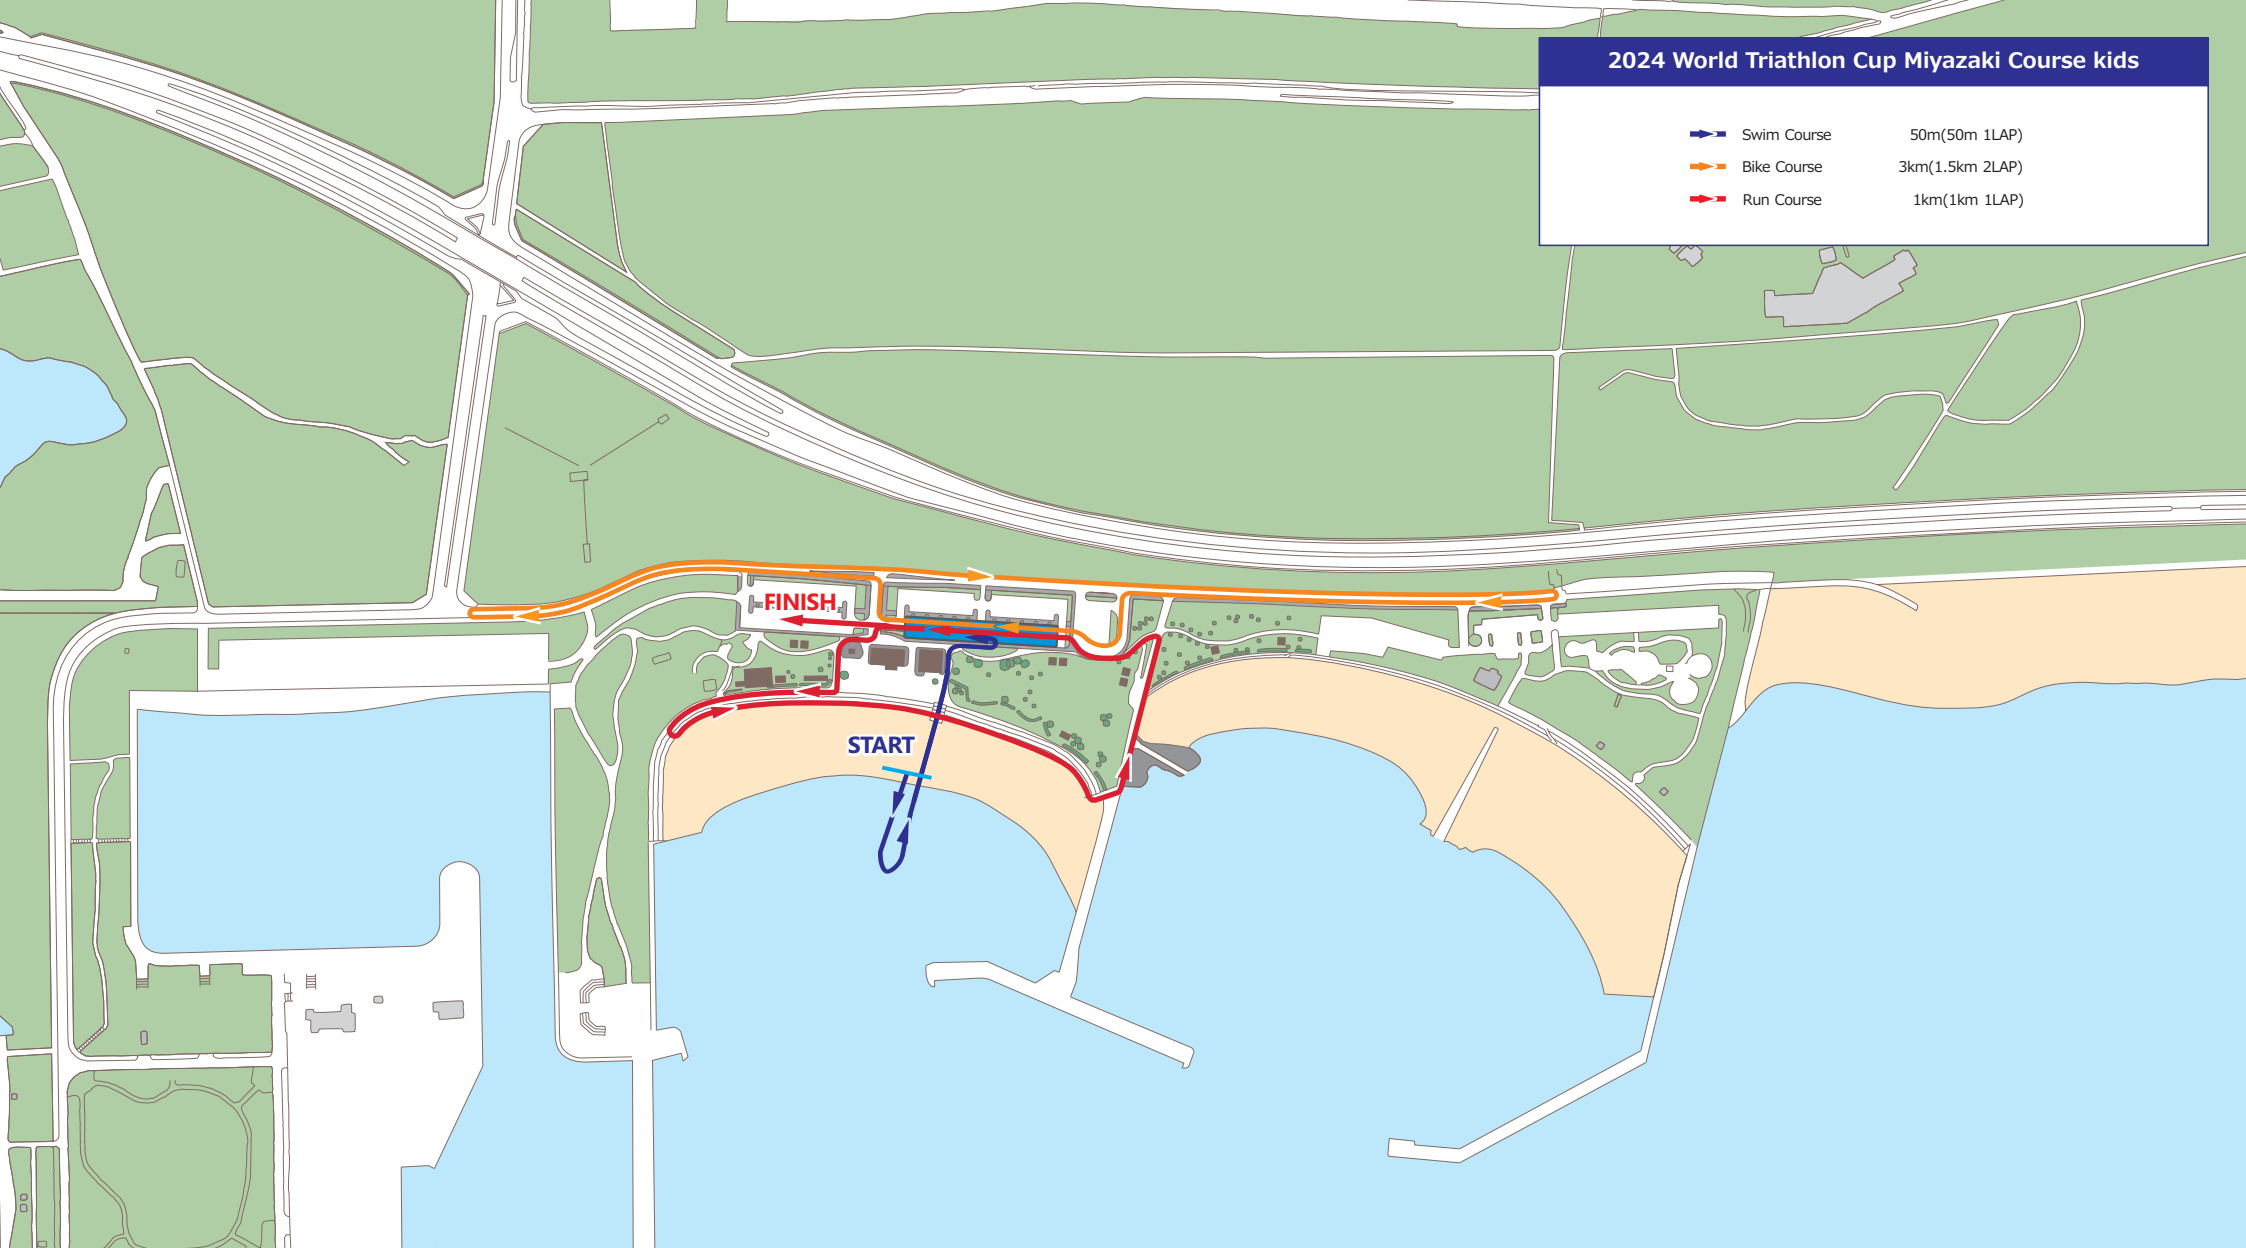 2024 World Triathlon Cup Miyazaki Course kids
Swim Course 50m(50m 1LAP)
Bike Course 3km(1.5km 2LAP)
Run Course 1km(1km 1LAP)
FINISH
START